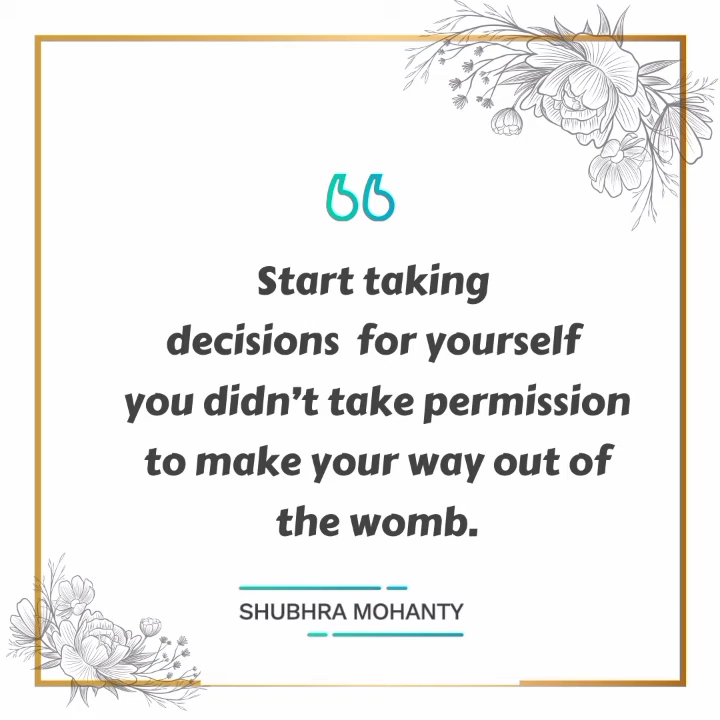 Start taking
decisions  for yourself
you didn't take permission
to make your way out of
the womb.
SHUBHRA MOHANTY